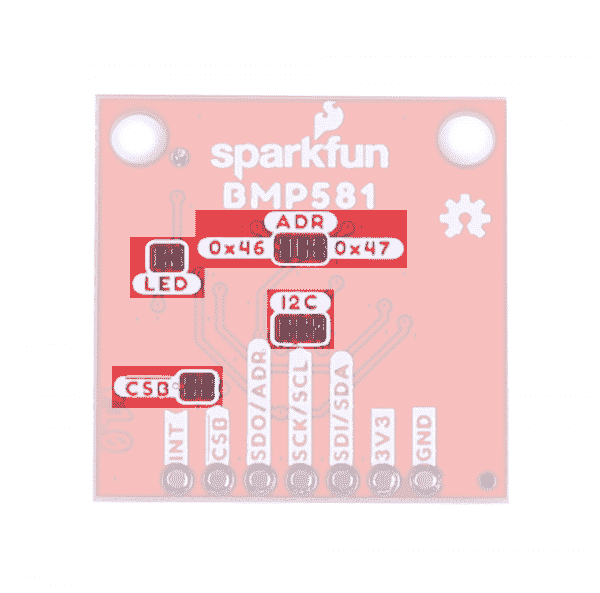 sparkfun
BMP581
ADR
0x46 0x47
LED
I2C
CSB
INT
CSB
SDO/ADR
SCK/SCL
SDI/SDA
3V3
GND